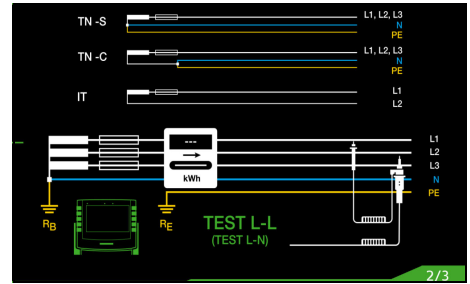 TN -S
L1, L2, L3
N
PE
TN -C
L1, L2, L3
N
PE
IT
L1
L2
---
kWh
L1
L2
L3
N
PE
RB
RE
TEST L-L
(TEST L-N)
2/3